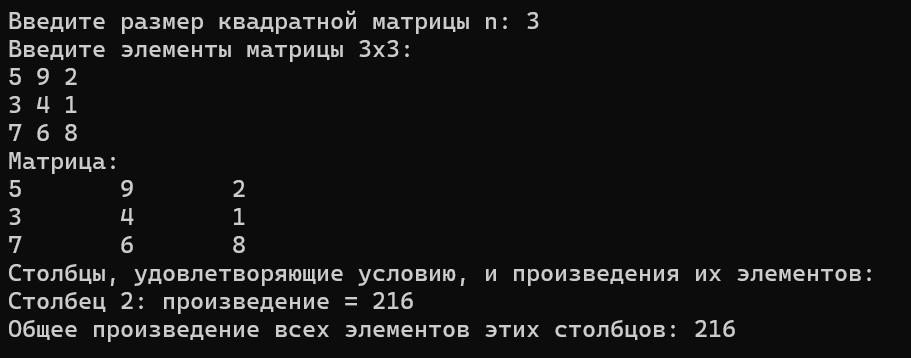 Введите размер квадратной матрицы n: 3
Введите элементы матрицы 3x3:
5 9 2
3 4 1
7 6 8
Матрица:
5 9 2
3 4 1
7 6 8
Столбцы, удовлетворяющие условию, и произведения их элементов:
Столбец 2: произведение = 216
Общее произведение всех элементов этих столбцов: 216